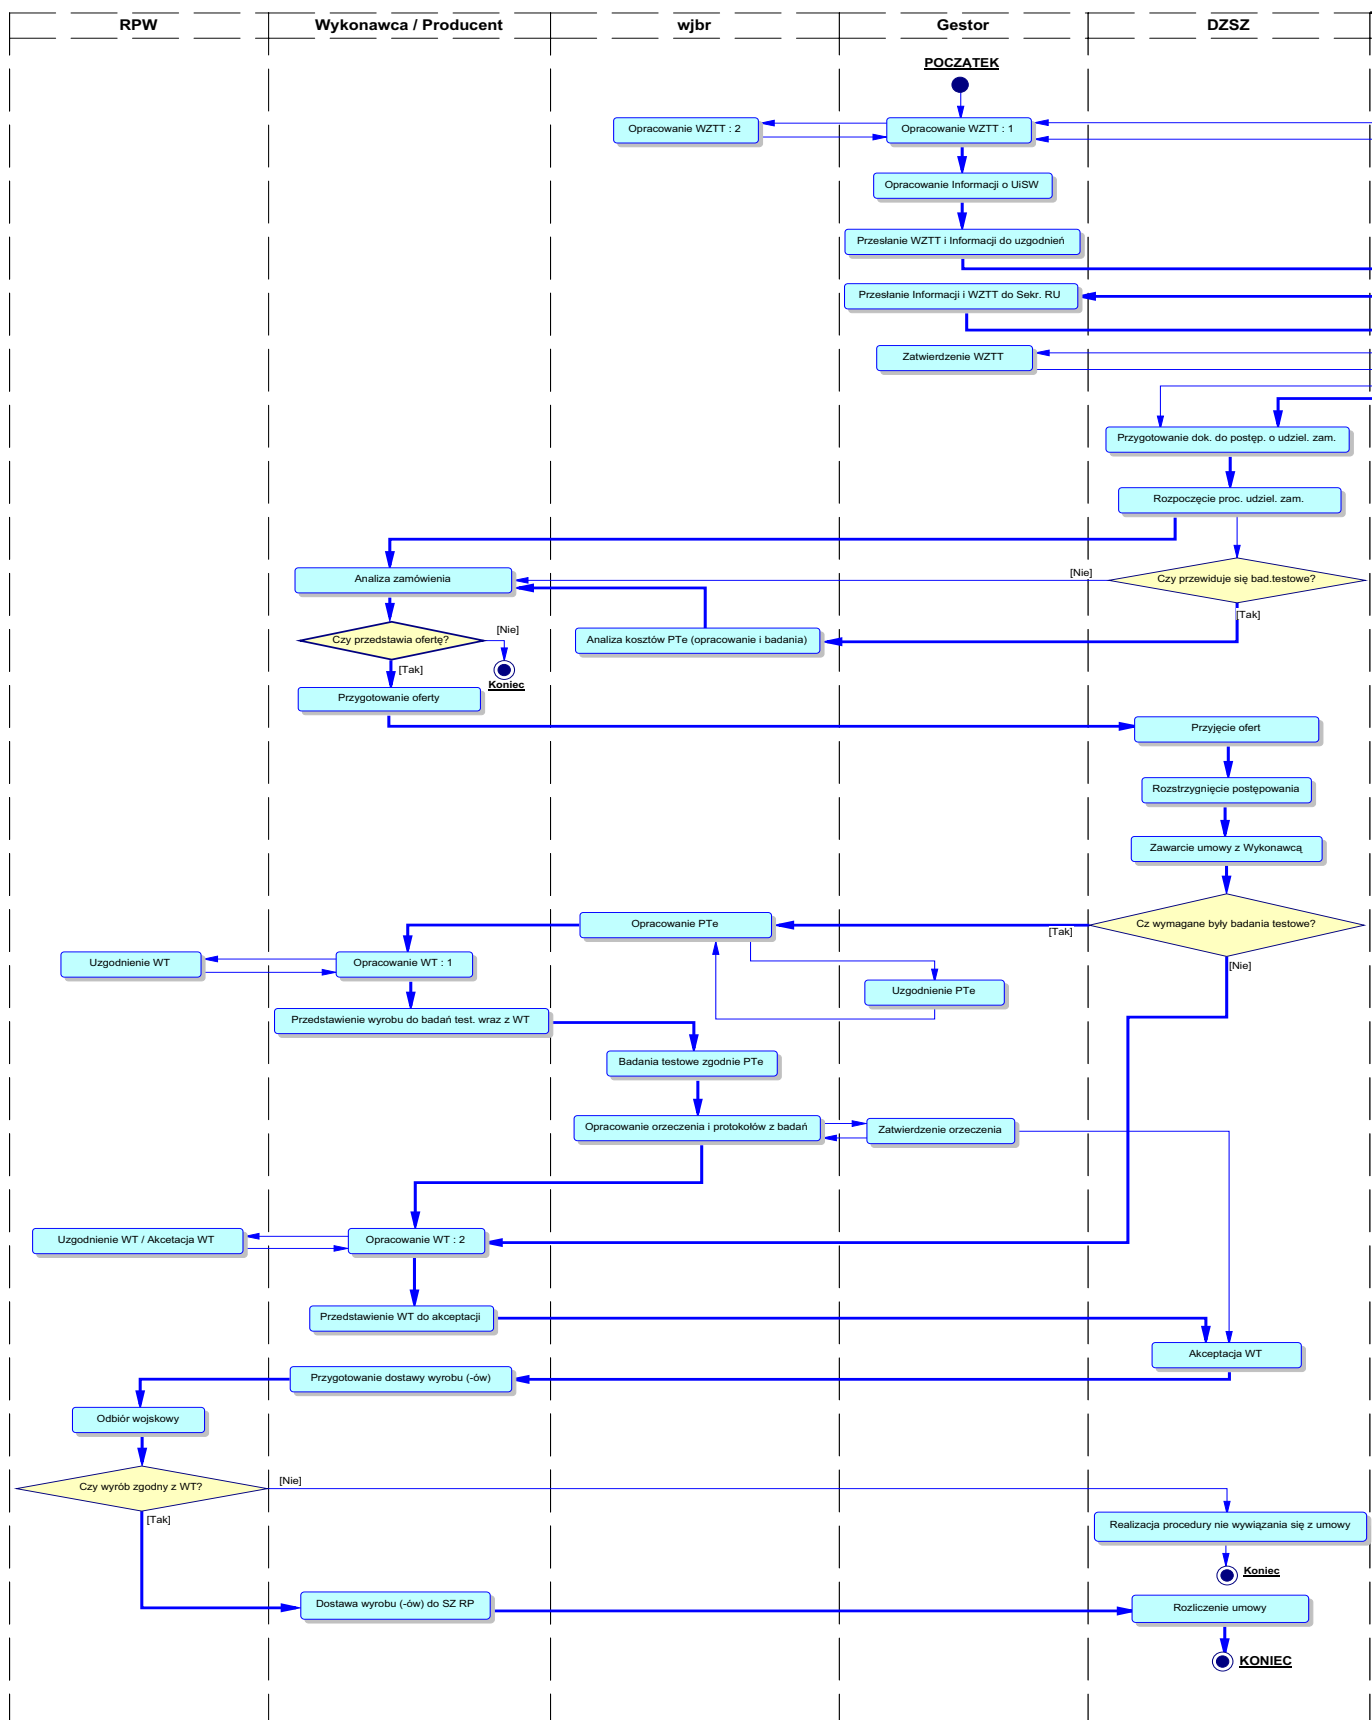 RPW
Wykonawca / Producent
wjbr
Gestor
DZSZ
POCZATEK
Opracowanie WZTT : 2
Opracowanie WZTT : 1
Opracowanie Informacji o UiSW
Przesłanie WZTT i Informacji do uzgodnień
Przesłanie Informacji i WZTT do Sekr. RU
Zatwierdzenie WZTT
Przygotowanie dok. do postęp. o udziel. zam.
Rozpoczęcie proc. udziel. zam.
Analiza zamówienia
[Nie]
Czy przewiduje się bad.testowe?
[Tak]
Czy przedstawia ofertę?
[Nie]
Analiza kosztów PTe (opracowanie i badania)
[Tak]
Koniec
Przygotowanie oferty
Przyjęcie ofert
Rozstrzygnięcie postępowania
Zawarcie umowy z Wykonawcą
Opracowanie PTe
[Tak]
Cz wymagane były badania testowe?
[Nie]
Uzgodnienie WT
Opracowanie WT : 1
Uzgodnienie PTe
Przedstawienie wyrobu do badań test. wraz z WT
Badania testowe zgodnie PTe
Opracowanie orzeczenia i protokołów z badań
Zatwierdzenie orzeczenia
Uzgodnienie WT / Akcetacja WT
Opracowanie WT : 2
Przedstawienie WT do akceptacji
Akceptacja WT
Przygotowanie dostawy wyrobu (-ów)
Odbiór wojskowy
Czy wyrób zgodny z WT?
[Nie]
[Tak]
Realizacja procedury nie wywiązania się z umowy
Koniec
Dostawa wyrobu (-ów) do SZ RP
Rozliczenie umowy
KONIEC